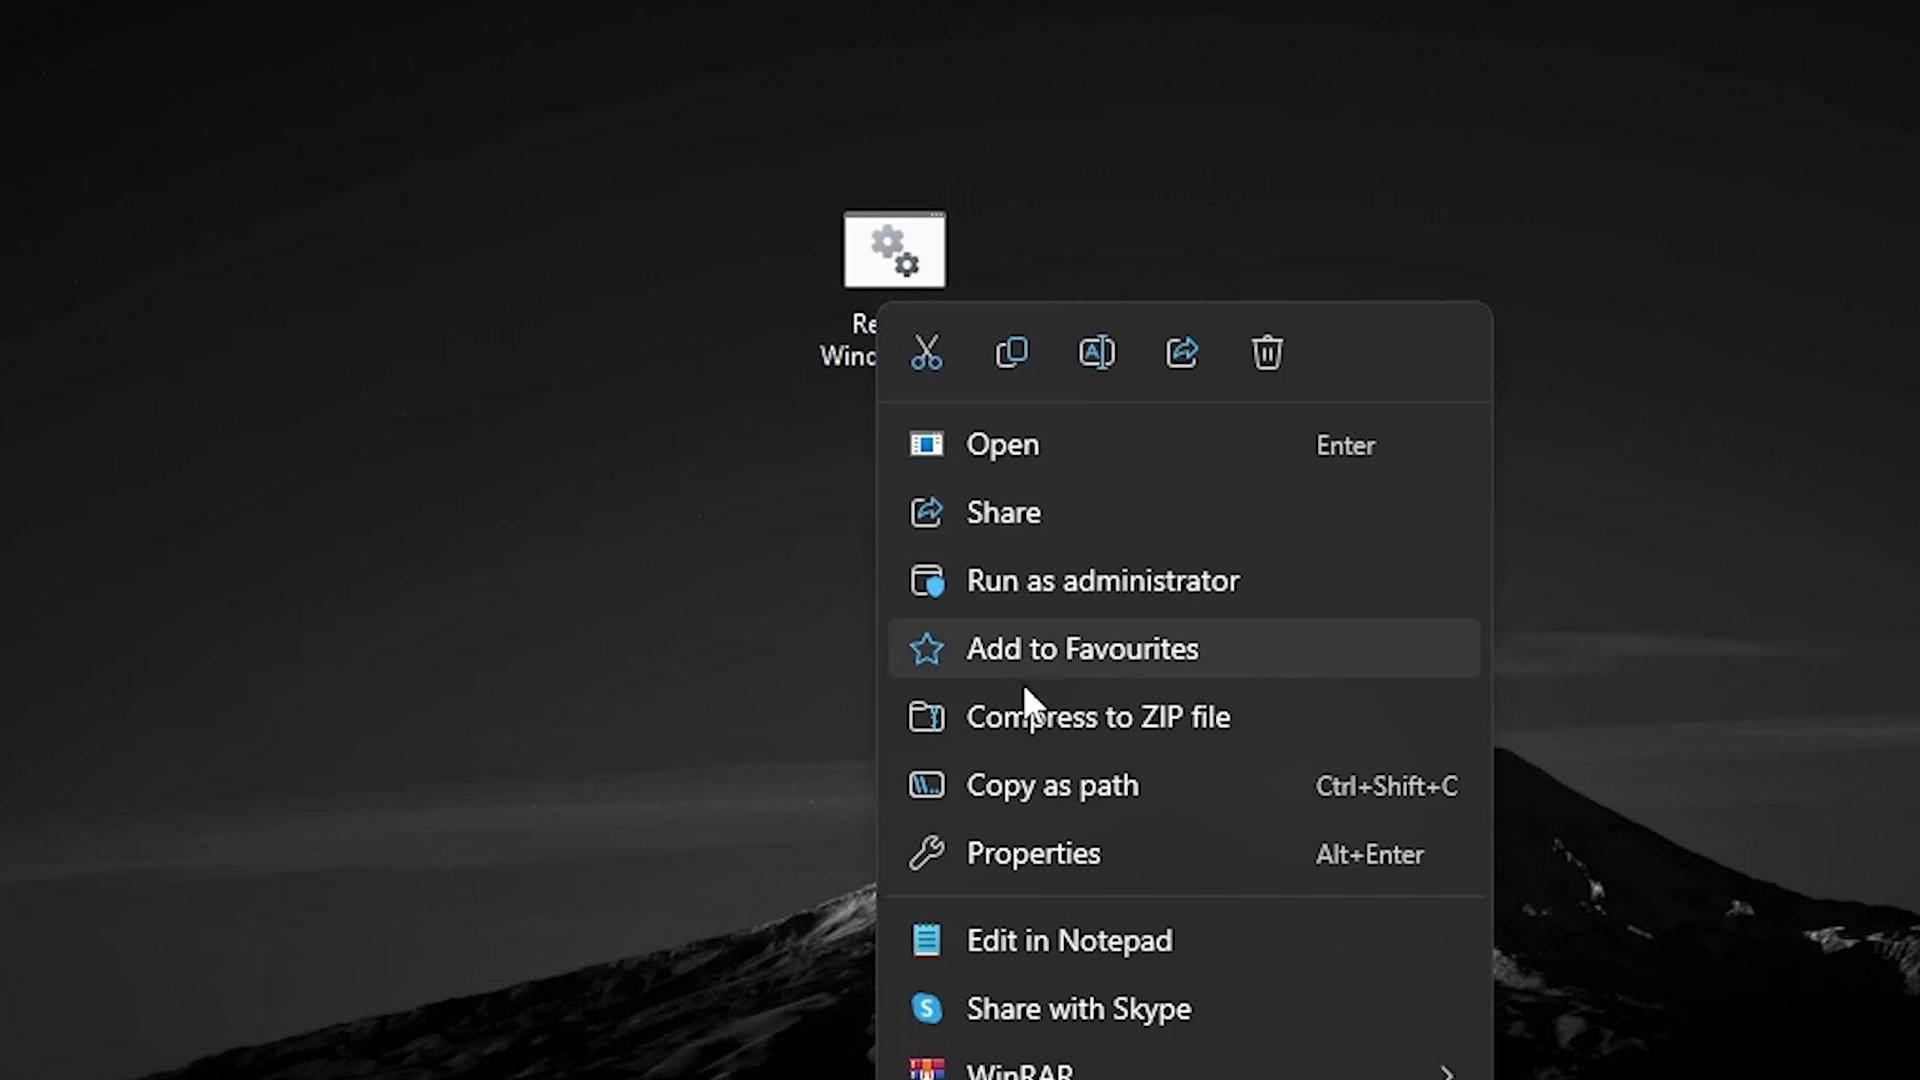 Open Enter
Share
Run as administrator
Add to Favourites
Compress to ZIP file
Copy as path Ctrl+Shift+C
Properties Alt+Enter
Edit in Notepad
Share with Skype
WinRAR